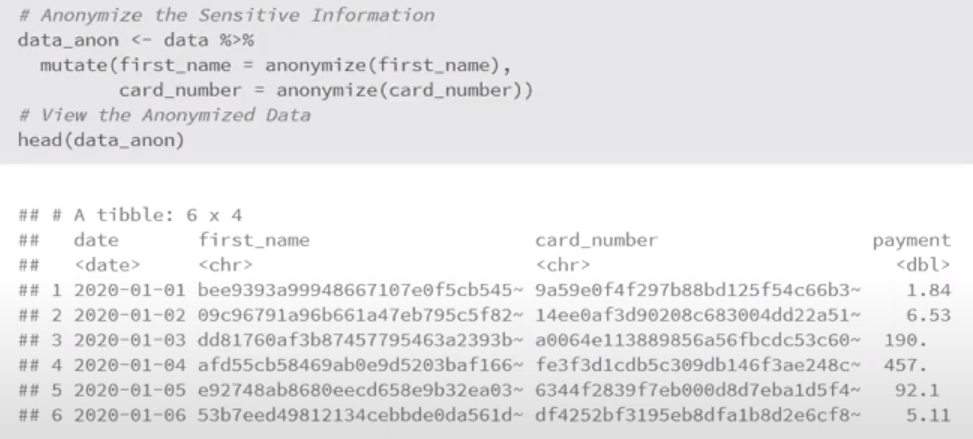 # Anonymize the Sensitive Information
data_anon <- data %>%
  mutate(first_name = anonymize(first_name),
         card_number = anonymize(card_number))
# View the Anonymized Data
head(data_anon)
## # A tibble: 6 x 4
##   date       first_name                    card_number                   payment
##   <date>     <chr>                         <chr>                           <dbl>
## 1 2020-01-01 bee9393a99948667107e0f5cb545~ 9a59e0f4f297b88bd125f54c66b3~    1.84
## 2 2020-01-02 09c96791a96b661a47eb795c5f82~ 14ee0af3d90208c683004dd22a51~    6.53
## 3 2020-01-03 dd81760af3b87457795463a2393b~ a0064e113889856a56fbcdc53c60~  190.
## 4 2020-01-04 afd55cb58469ab0e9d5203baf166~ fe3f3d1cdb5c309db146f3ae248c~  457.
## 5 2020-01-05 e92748ab8680eecd658e9b32ea03~ 6344f2839f7eb000d8d7eba1d5f4~   92.1
## 6 2020-01-06 53b7eed49812134cebbde0da561d~ df4252bf3195eb8dfa1b8d2e6cf8~    5.11